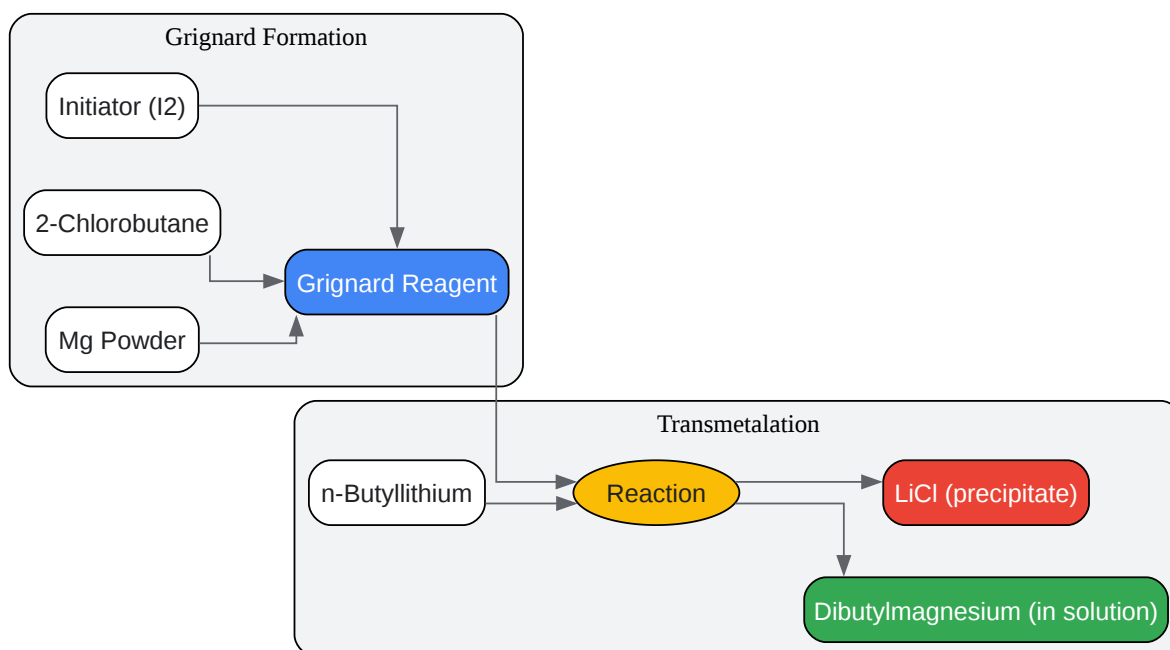 Grignard Formation
Initiator (I2)
2-Chlorobutane
Grignard Reagent
Mg Powder
Transmetalation
n-Butyllithium
Reaction
LiCl (precipitate)
Dibutylmagnesium (in solution)